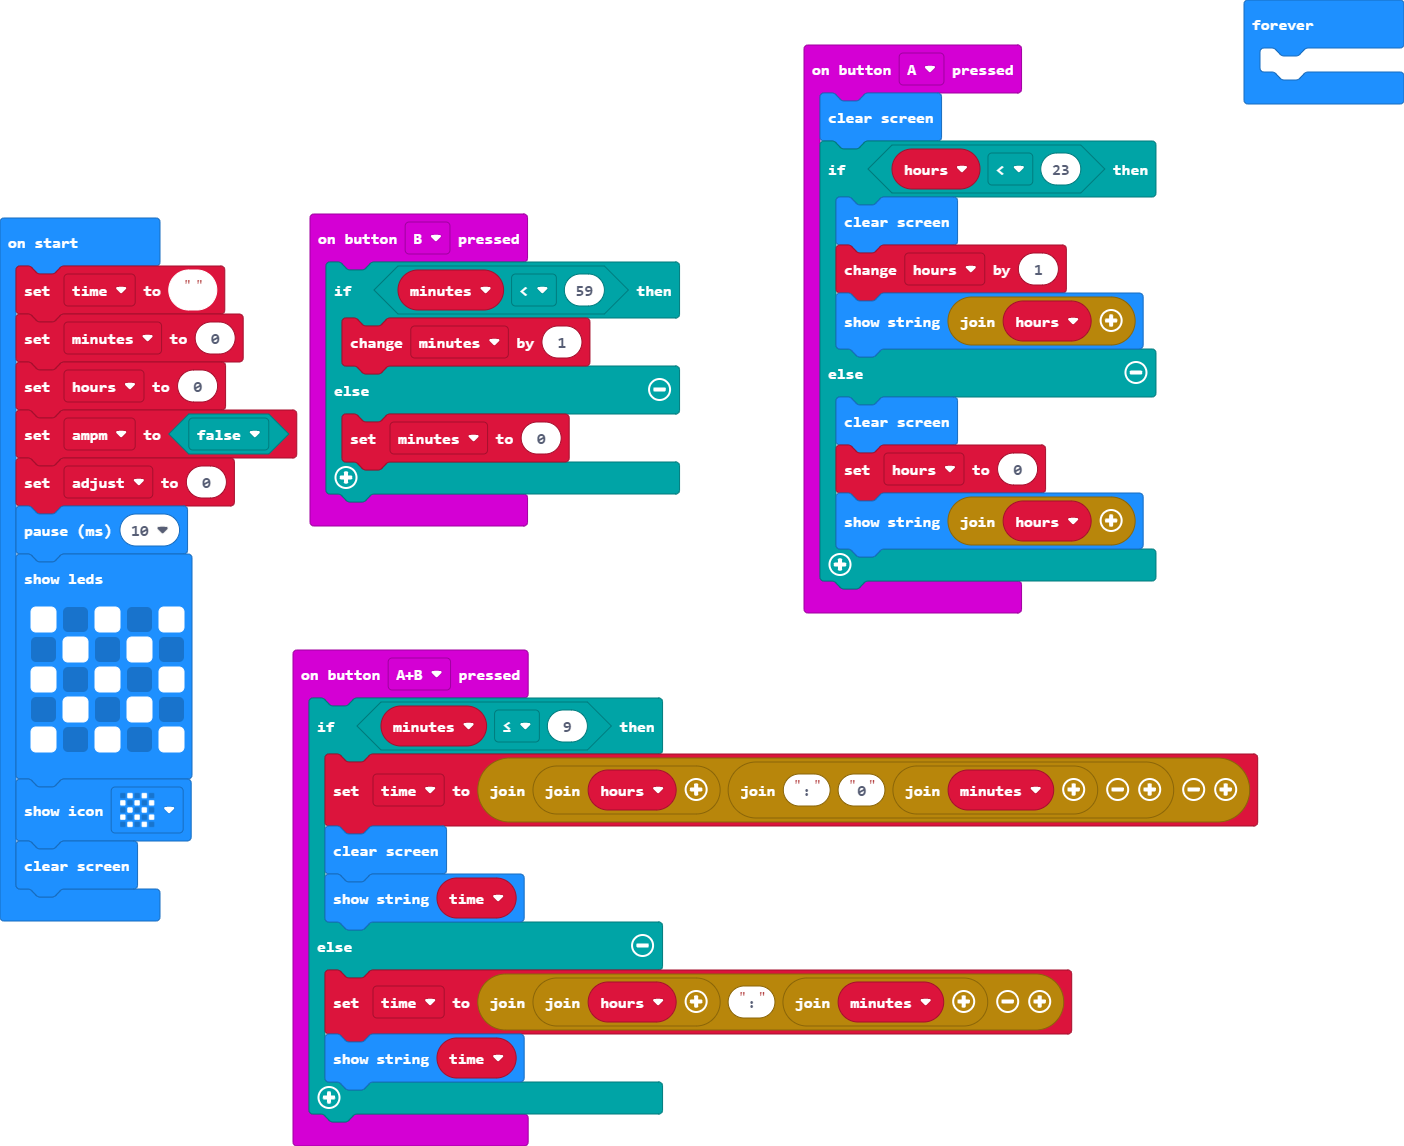 on start
set time to " "
set minutes to 0
set hours to 0
set ampm to false
set adjust to 0
pause (ms) 10
show leds
show icon
clear screen
on button B pressed
if minutes < 59 then
change minutes by 1
else
set minutes to 0
on button A pressed
clear screen
if hours < 23 then
clear screen
change hours by 1
show string join hours
else
clear screen
set hours to 0
show string join hours
forever
on button A+B pressed
if minutes ≤ 9 then
set time to join join hours join ":" "0" join minutes
clear screen
show string time
else
set time to join join hours ":" join minutes
show string time